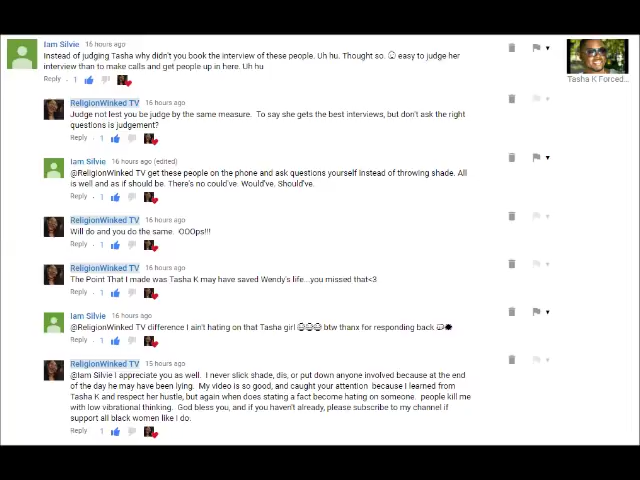 Iam Silvie 16 hours ago
Instead of judging Tasha why didn't you book the interview of these people. Uh hu. Thought so. 😉 easy to judge her
interview than to make calls and get people up in here. Uh huh
Reply · 1
Tasha K Forced...
ReligionWinked TV 16 hours ago
Judge not lest you be judge by the same measure. To say she gets the best interviews, but don't ask the right
questions is judgement?
Reply · 1
Iam Silvie 16 hours ago (edited)
@ReligionWinked TV get these people on the phone and ask questions yourself instead of throwing shade. All
is well and as if should be. There's no could've. Would've. Should've.
Reply · 1
ReligionWinked TV 16 hours ago
Will do and you do the same. iOOOps!!!
Reply · 1
ReligionWinked TV 16 hours ago
The Point That I made was Tasha K may have saved Wendy's life...you missed that<3
Reply · 1
Iam Silvie 16 hours ago
@ReligionWinked TV difference I ain't hating on that Tasha girl 😂😂😂 btw thanx for responding back
Reply · 1
ReligionWinked TV 15 hours ago
@Iam Silvie I appreciate you as well. I never slick shade, dis, or put down anyone involved because at the end
of the day he may have been lying. My video is so good, and caught your attention because I learned from
Tasha K and respect her hustle, but again when does stating a fact become hating on someone. people kill me
with low vibrational thinking. God bless you, and if you haven't already, please subscribe to my channel if
support all black women like I do.
Reply · 1